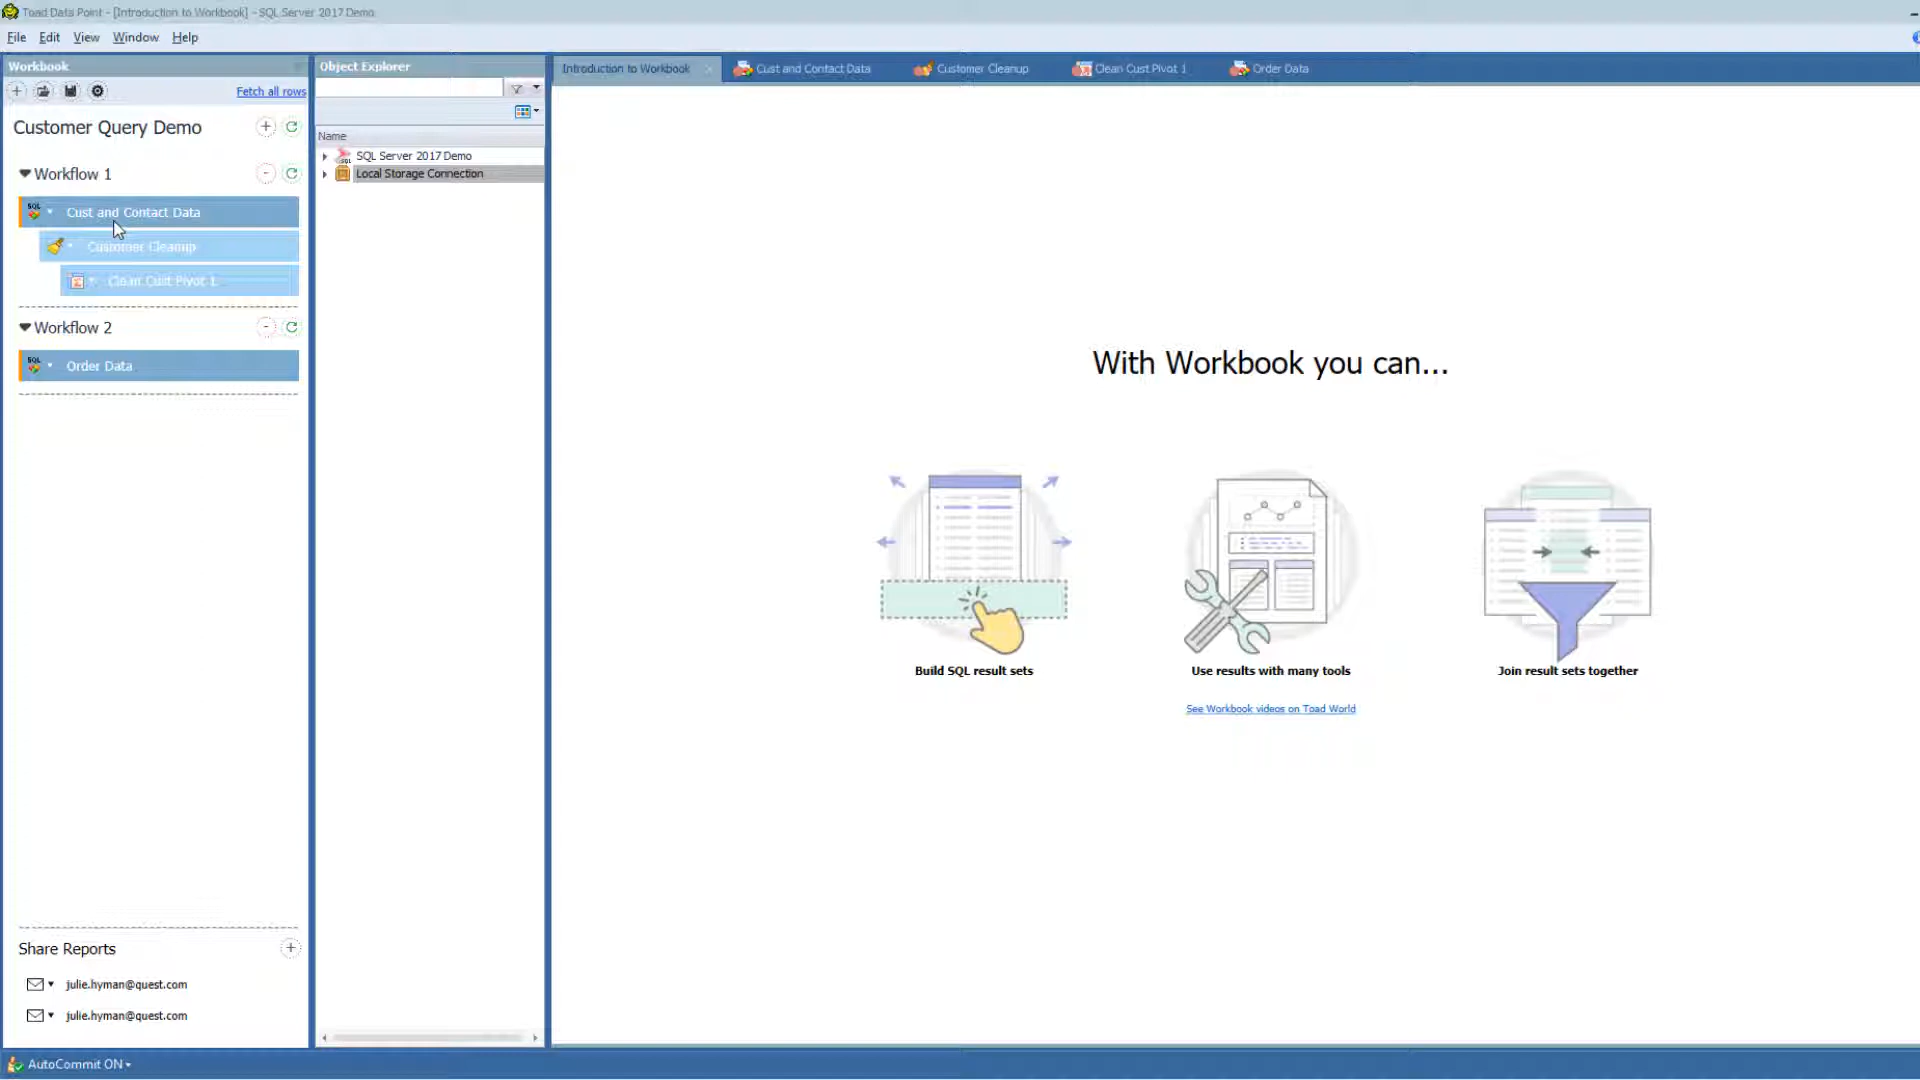 Toad Data Point - [Introduction to Workbook] - SQL Server 2017 Demo
File Edit View Window Help
Workbook
Fetch all rows
Customer Query Demo
Workflow 1
SQL Cust and Contact Data
Customer Cleanup
Clean Cust Pivot 1
Workflow 2
SQL Order Data
Share Reports
julie.hyman@quest.com
julie.hyman@quest.com
Object Explorer
Name
SQL Server 2017 Demo
Local Storage Connection
Introduction to Workbook Cust and Contact Data Customer Cleanup Clean Cust Pivot 1 Order Data
With Workbook you can...
Build SQL result sets
Use results with many tools
Join result sets together
See Workbook videos on Toad World
AutoCommit ON